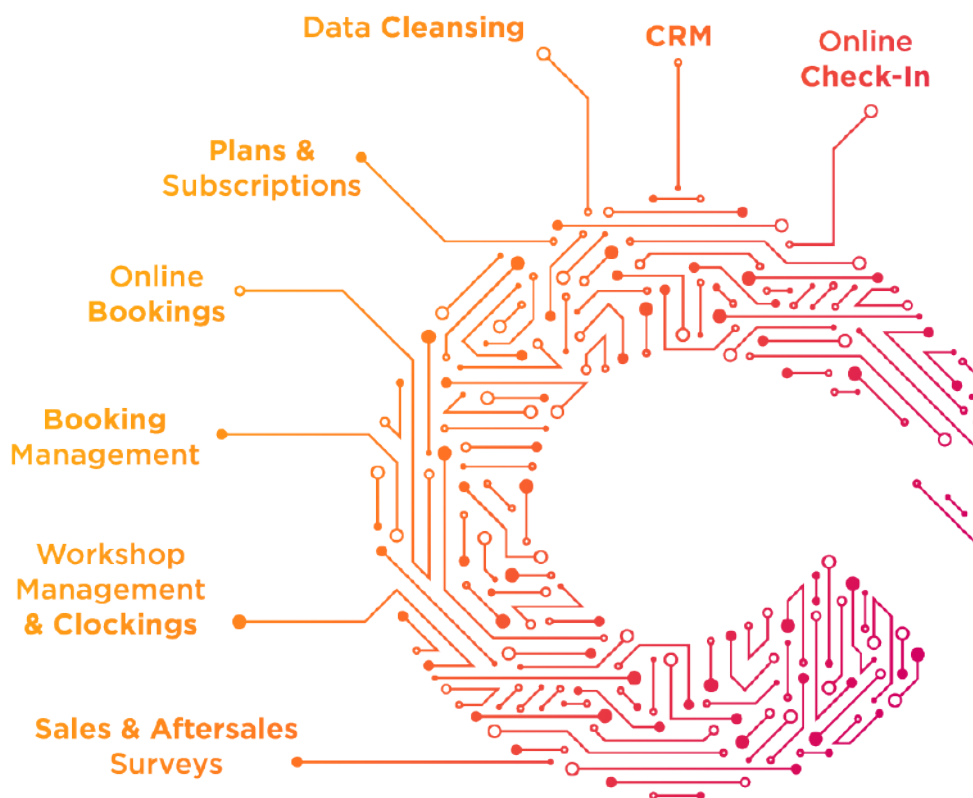 Data Cleansing
CRM
Online
Check-In
Plans &
Subscriptions
Online
Bookings
Booking
Management
Workshop
Management
& Clockings
Sales & Aftersales
Surveys